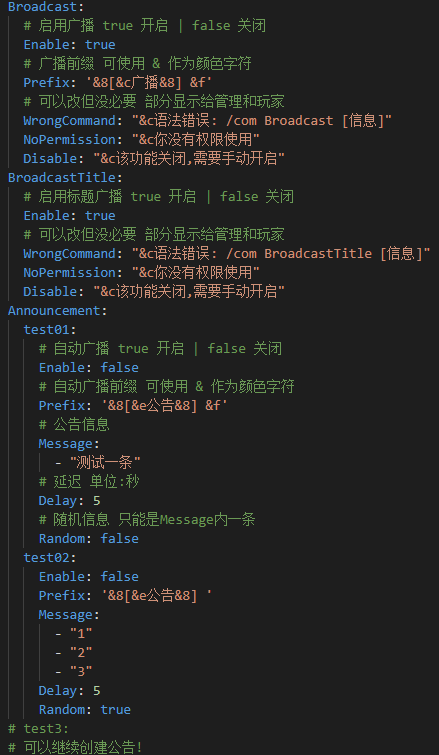 Broadcast:
# 启用广播 true 开启 | false 关闭
Enable: true
# 广播前缀 可使用 & 作为颜色字符
Prefix: '&8[&c广播&8] &f'
# 可以改但没必要 部分显示给管理和玩家
WrongCommand: "&c语法错误: /com Broadcast [信息]"
NoPermission: "&c你没有权限使用"
Disable: "&c该功能关闭,需要手动开启"
BroadcastTitle:
# 启用标题广播 true 开启 | false 关闭
Enable: true
# 可以改但没必要 部分显示给管理和玩家
WrongCommand: "&c语法错误: /com BroadcastTitle [信息]"
NoPermission: "&c你没有权限使用"
Disable: "&c该功能关闭,需要手动开启"
Announcement:
test01:
# 自动广播 true 开启 | false 关闭
Enable: false
# 自动广播前缀 可使用 & 作为颜色字符
Prefix: '&8[&e公告&8] &f'
# 公告信息
Message:
- "测试一条"
# 延迟 单位:秒
Delay: 5
# 随机信息 只能是Message内一条
Random: false
test02:
Enable: false
Prefix: '&8[&e公告&8] '
Message:
- "1"
- "2"
- "3"
Delay: 5
Random: true
# test3:
# 可以继续创建公告!